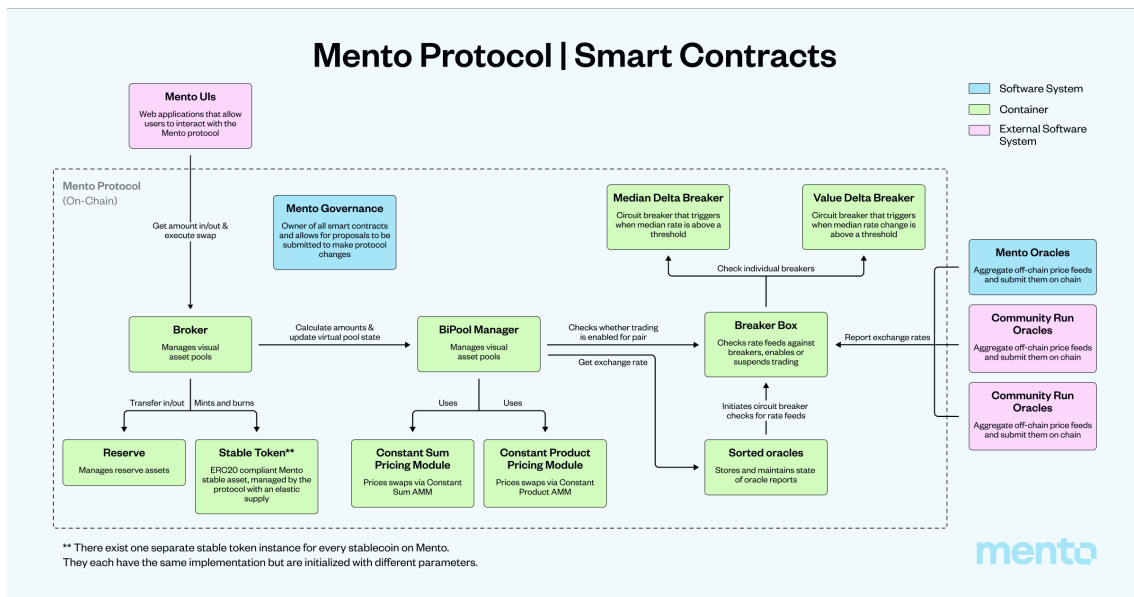 Mento Protocol | Smart Contracts
Software System
Container
External Software
System
Mento UIs
Web applications that allow
users to interact with the
Mento protocol
Mento Protocol
(On-Chain)
Get amount in/out &
execute swap
Mento Governance
Owner of all smart contracts
and allows for proposals to be
submitted to make protocol
changes
Median Delta Breaker
Circuit breaker that triggers
when median rate is above a
threshold
Value Delta Breaker
Circuit breaker that triggers
when median rate change is
above a threshold
Check individual breakers
Mento Oracles
Aggregate off-chain price feeds
and submit them on chain
Broker
Manages visual
asset pools
Calculate amounts &
update virtual pool state
BiPool Manager
Manages visual
asset pools
Checks whether trading
is enabled for pair
Get exchange rate
Breaker Box
Checks rate feeds against
breakers, enables or
suspends trading
Report exchange rates
Community Run
Oracles
Aggregate off-chain price feeds
and submit them on chain
Community Run
Oracles
Aggregate off-chain price feeds
and submit them on chain
Transfer in/out
Mints and burns
Uses
Uses
Initiates circuit breaker
checks for rate feeds
Reserve
Manages reserve assets
Stable Token**
ERC20 compliant Mento
stable asset, managed by the
protocol with an elastic
supply
Constant Sum
Pricing Module
Prices swaps via Constant
Sum AMM
Constant Product
Pricing Module
Prices swaps via Constant
Product AMM
Sorted oracles
Stores and maintains state
of oracle reports
** There exist one separate stable token instance for every stablecoin on Mento.
They each have the same implementation but are initialized with different parameters.
mento